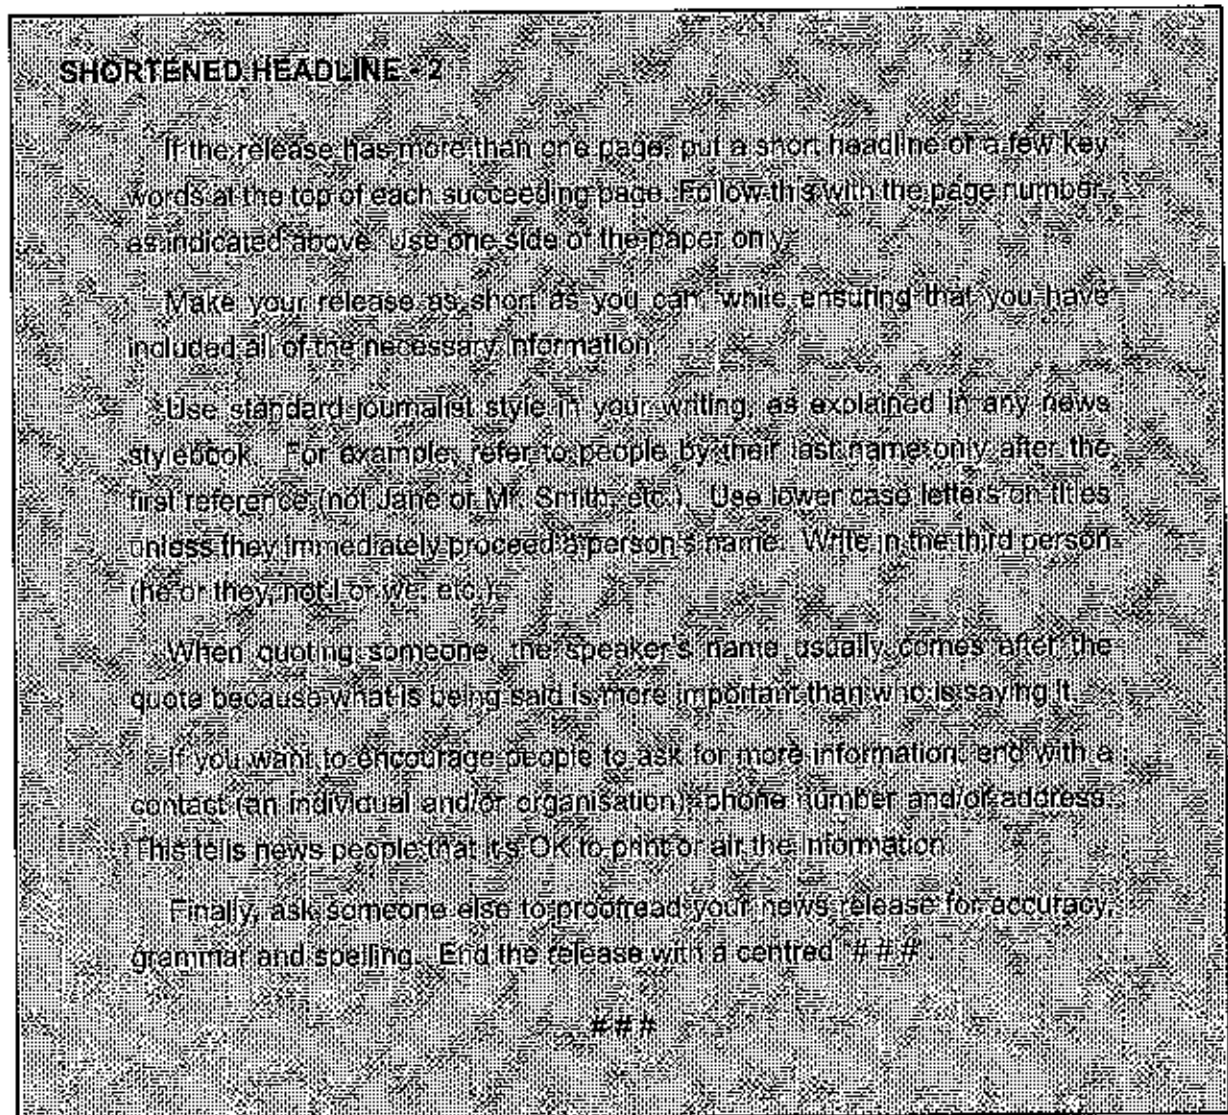 SHORTENED HEADLINE - 2
If the release has more than one page, put a short headline of a few key
words at the top of each succeeding page. Follow this with the page number
as indicated above. Use one side of the paper only.
Make your release as short as you can, while ensuring that you have
included all of the necessary information.
Use standard journalist style in your writing, as explained in any news
stylebook. For example, refer to people by their last name only after the
first reference (not Jane or Mr. Smith, etc.). Use lower case letters on titles
unless they immediately proceed a person's name. Write in the third person
(he or they, not I or we, etc.).
When quoting someone, the speaker's name usually comes after the
quote because what is being said is more important than who is saying it.
If you want to encourage people to ask for more information, end with a
contact (an individual and/or organisation), phone number and/or address.
This tells news people that it's OK to print or air the information.
Finally, ask someone else to proofread your news release for accuracy,
grammar and spelling. End the release with a centred "# # #".
# # #